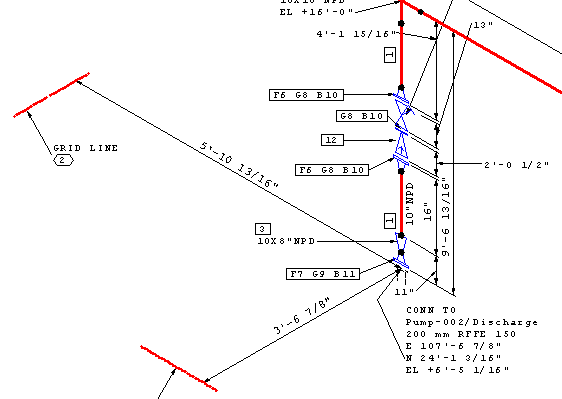 EL +16'-0"
4'-1 15/16"
13"
1
F6 G8 B10
G8 B10
12
F6 G8 B10
GRID LINE
2
5'-10 13/16"
2'-0 1/2"
10"NPD
16"
9'-6 13/16"
1
3
10X8"NPD
F7 G9 B11
11"
3'-6 7/8"
CONN TO
Pump-002/Discharge
200 mm RFFE 150
E 107'-6 7/8"
N 24'-1 3/16"
EL +6'-5 1/16"